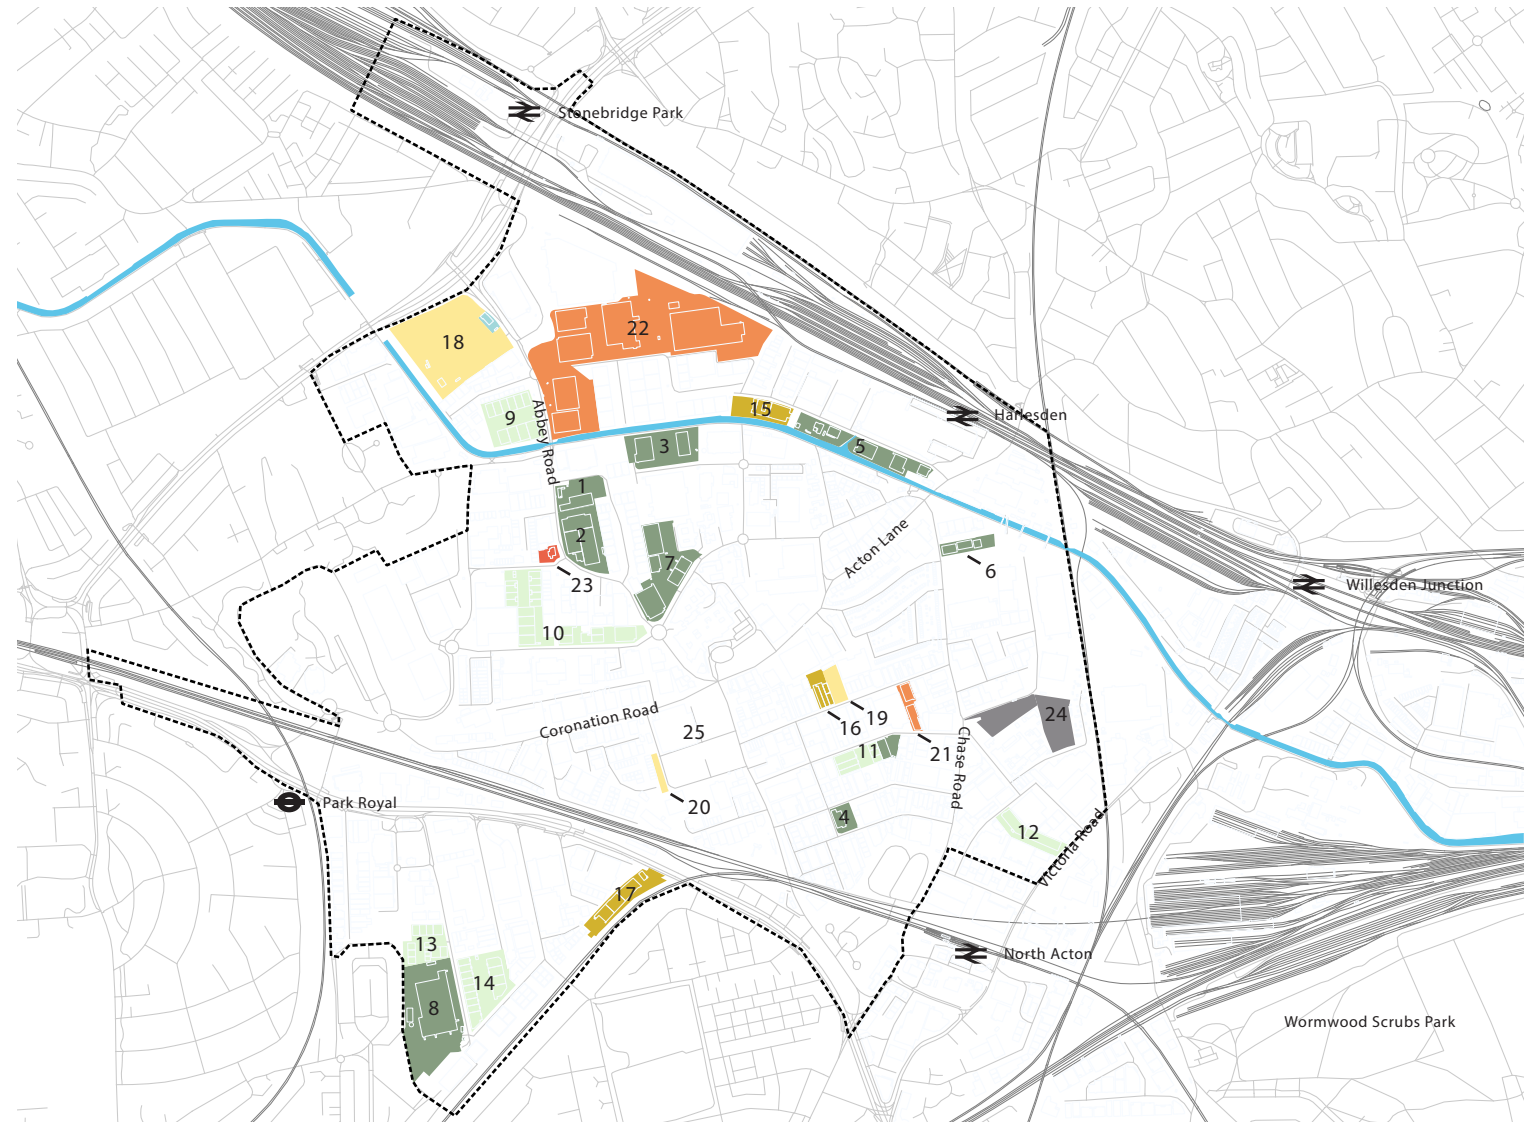 Stonebridge Park
22
18
15
Harlesden
9
Abbey Road
3
5
1
2
Acton Lane
7
6
23
Willesden Junction
10
Coronation Road
25
19
16
24
21
11
Chase Road
Park Royal
20
4
12
Victoria Road
17
13
North Acton
14
8
Wormwood Scrubs Park